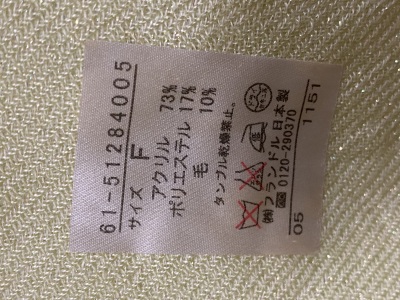 61-51284005
サイズ F
アクリル 73%
ポリエステル 17%
毛 10%
タンブル乾燥禁止。
㈱フランドル 日本製
0120-290370
05 1151